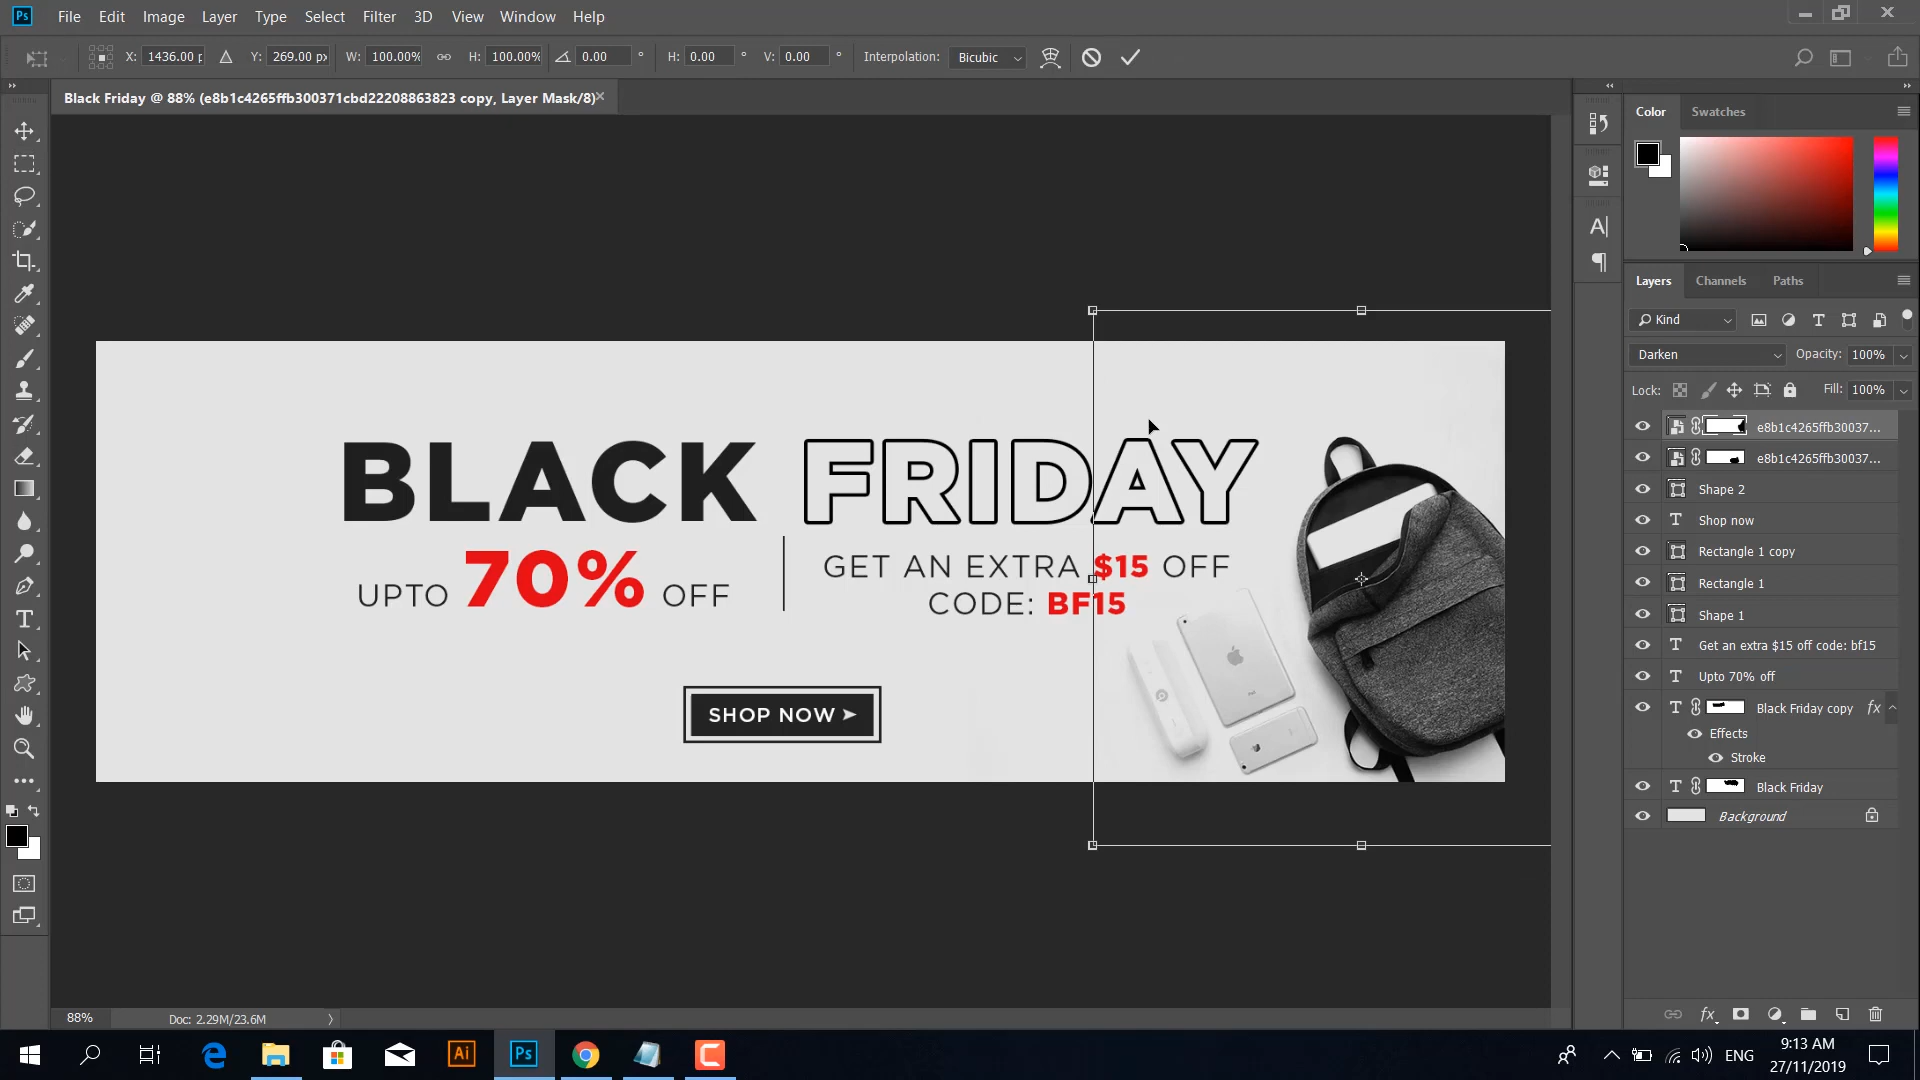 Ps File Edit Image Layer Type Select Filter 3D View Window Help
X: 1436.00 p Y: 269.00 px W: 100.00% H: 100.00% 0.00 ° H: 0.00 ° V: 0.00 ° Interpolation: Bicubic
Black Friday @ 88% (e8b1c4265ffb300371cbd22208863823 copy, Layer Mask/8)
Color Swatches
Layers Channels Paths
Kind
Darken Opacity: 100%
Lock: Fill: 100%
e8b1c4265ffb30037...
e8b1c4265ffb30037...
Shape 2
Shop now
Rectangle 1 copy
Rectangle 1
Shape 1
Get an extra $15 off code: bf15
Upto 70% off
Black Friday copy fx
Effects
Stroke
Black Friday
Background
BLACK FRIDAY
UPTO 70% OFF
GET AN EXTRA $15 OFF
CODE: BF15
SHOP NOW
iPad
88% Doc: 2.29M/23.6M
fx
Ai Ps
ENG
9:13 AM
27/11/2019